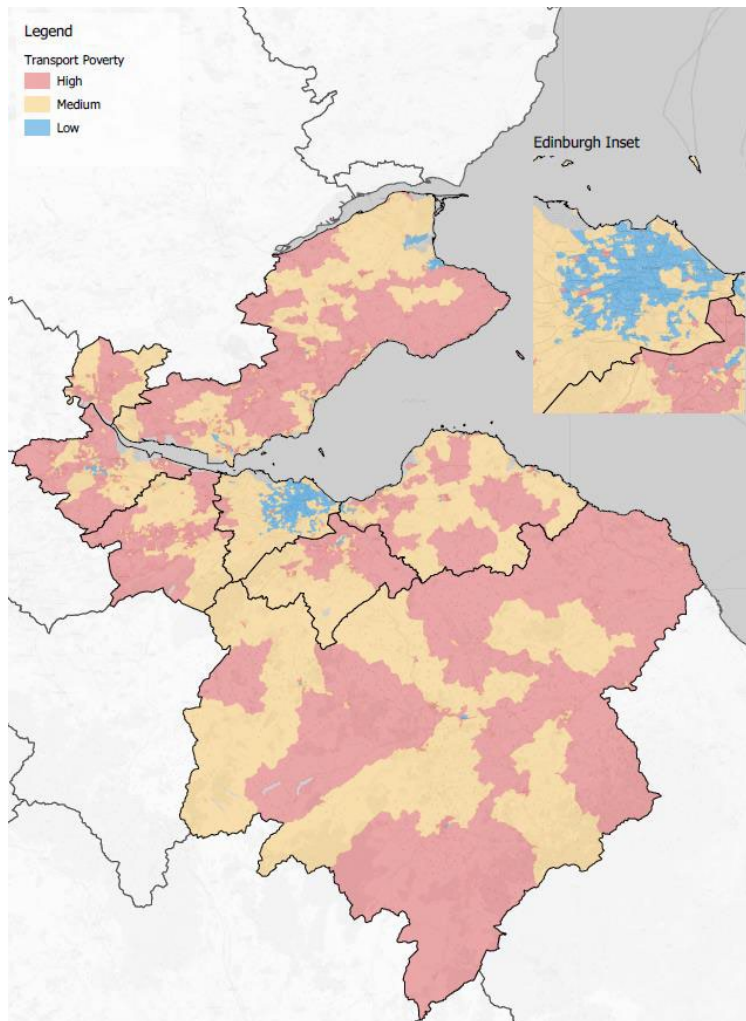 Legend
Transport Poverty
High
Medium
Low
Edinburgh Inset